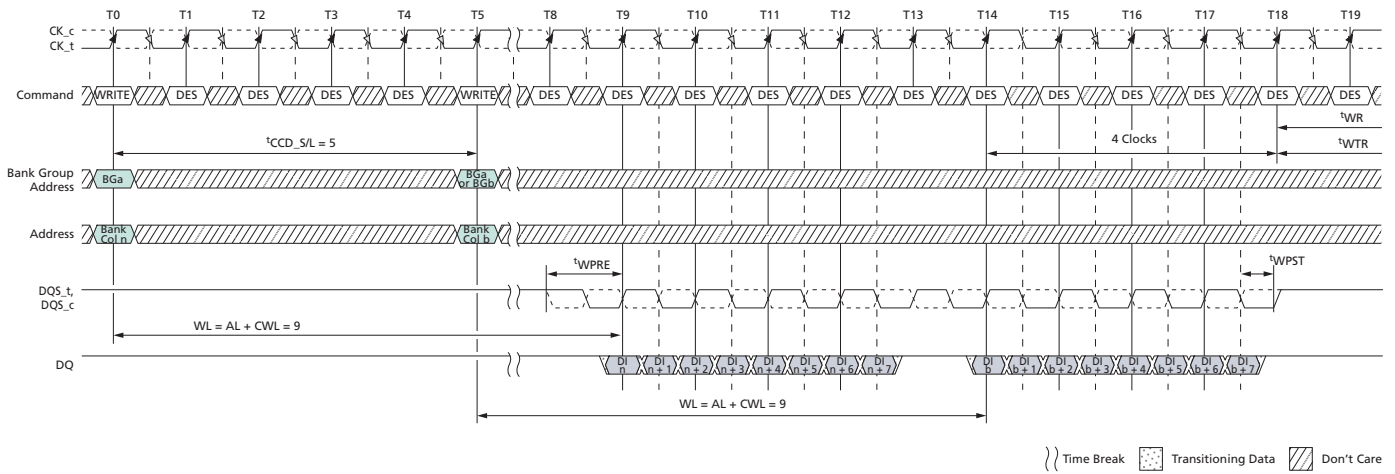 T0 T1 T2 T3 T4 T5 T8 T9 T10 T11 T12 T13 T14 T15 T16 T17 T18 T19
CK_c
CK_t
Command WRITE DES DES DES DES WRITE DES DES DES DES DES DES DES DES DES DES DES DES
tWR
tCCD_S/L = 5 4 Clocks tWTR
Bank Group
Address BGa BGa
or BGb
Address Bank
Col n Bank
Col b
tWPRE tWPST
DQS_t,
DQS_c
WL = AL + CWL = 9
DQ DI
n DI
n + 1 DI
n + 2 DI
n + 3 DI
n + 4 DI
n + 5 DI
n + 6 DI
n + 7 DI
b DI
b + 1 DI
b + 2 DI
b + 3 DI
b + 4 DI
b + 5 DI
b + 6 DI
b + 7
WL = AL + CWL = 9
Time Break Transitioning Data Don't Care